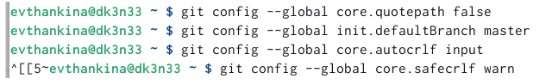 evthankina@dk3n33 ~ $ git config --global core.quotepath false
evthankina@dk3n33 ~ $ git config --global init.defaultBranch master
evthankina@dk3n33 ~ $ git config --global core.autocrlf input
^[[5~evthankina@dk3n33 ~ $ git config --global core.safecrlf warn